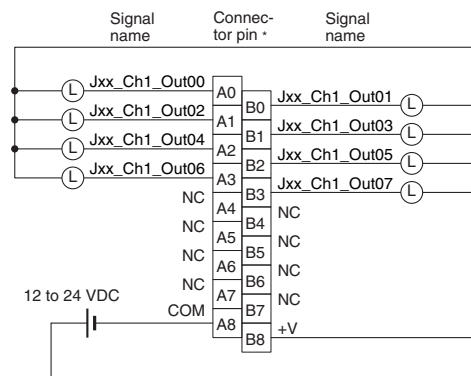 Signal name
Connector pin *
Signal name
Jxx_Ch1_Out00
A0
B0
Jxx_Ch1_Out01
L
L
Jxx_Ch1_Out02
A1
B1
Jxx_Ch1_Out03
L
L
Jxx_Ch1_Out04
A2
B2
Jxx_Ch1_Out05
L
L
Jxx_Ch1_Out06
A3
B3
Jxx_Ch1_Out07
L
L
NC
A4
B4
NC
NC
A5
B5
NC
NC
A6
B6
NC
NC
A7
B7
NC
12 to 24 VDC
COM
A8
B8
+V